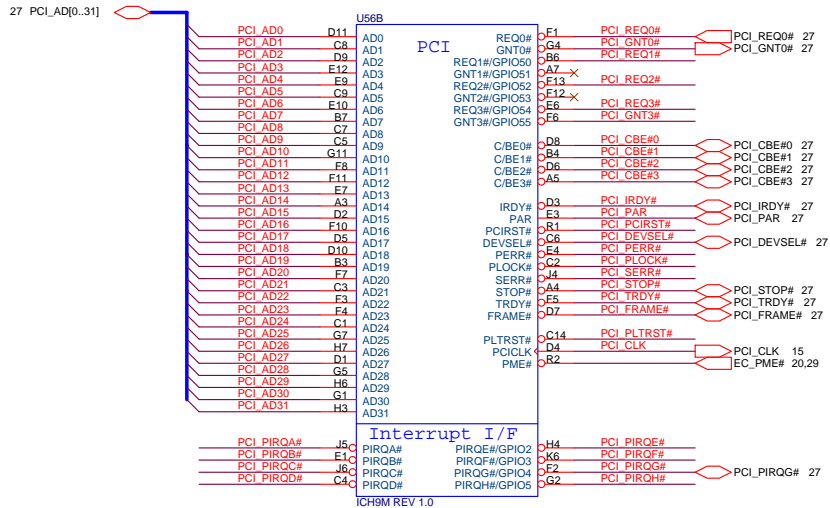 27 PCI_AD[0..31]
U56B
PCI
PCI_AD0 D11 AD0 REQ0# F1 PCI_REQ0# PCI_REQ0# 27
PCI_AD1 C8 AD1 GNT0# G4 PCI_GNT0# PCI_GNT0# 27
PCI_AD2 D9 AD2 REQ1#/GPIO50 B6 PCI_REQ1#
PCI_AD3 E12 AD3 GNT1#/GPIO51 A7
PCI_AD4 E9 AD4 REQ2#/GPIO52 F13 PCI_REQ2#
PCI_AD5 C9 AD5 GNT2#/GPIO53 F12
PCI_AD6 E10 AD6 REQ3#/GPIO54 E6 PCI_REQ3#
PCI_AD7 B7 AD7 GNT3#/GPIO55 F6 PCI_GNT3#
PCI_AD8 C7 AD8
PCI_AD9 C5 AD9 C/BE0# D8 PCI_CBE#0 PCI_CBE#0 27
PCI_AD10 G11 AD10 C/BE1# B4 PCI_CBE#1 PCI_CBE#1 27
PCI_AD11 F8 AD11 C/BE2# D6 PCI_CBE#2 PCI_CBE#2 27
PCI_AD12 F11 AD12 C/BE3# A5 PCI_CBE#3 PCI_CBE#3 27
PCI_AD13 E7 AD13
PCI_AD14 A3 AD14 IRDY# D3 PCI_IRDY# PCI_IRDY# 27
PCI_AD15 D2 AD15 PAR E3 PCI_PAR PCI_PAR 27
PCI_AD16 F10 AD16 PCIRST# R1 PCI_PCIRST#
PCI_AD17 D5 AD17 DEVSEL# C6 PCI_DEVSEL# PCI_DEVSEL# 27
PCI_AD18 D10 AD18 PERR# E4 PCI_PERR#
PCI_AD19 B3 AD19 PLOCK# C2 PCI_PLOCK#
PCI_AD20 F7 AD20 SERR# J4 PCI_SERR#
PCI_AD21 C3 AD21 STOP# A4 PCI_STOP# PCI_STOP# 27
PCI_AD22 F3 AD22 TRDY# F5 PCI_TRDY# PCI_TRDY# 27
PCI_AD23 F4 AD23 FRAME# D7 PCI_FRAME# PCI_FRAME# 27
PCI_AD24 C1 AD24
PCI_AD25 G7 AD25 PLTRST# C14 PCI_PLTRST#
PCI_AD26 H7 AD26 PCICLK D4 PCI_CLK PCI_CLK 15
PCI_AD27 D1 AD27 PME# R2 EC_PME# 20,29
PCI_AD28 G5 AD28
PCI_AD29 H6 AD29
PCI_AD30 G1 AD30
PCI_AD31 H3 AD31
Interrupt I/F
PCI_PIRQA# J5 PIRQA# PIRQE#/GPIO2 H4 PCI_PIRQE#
PCI_PIRQB# E1 PIRQB# PIRQF#/GPIO3 K6 PCI_PIRQF#
PCI_PIRQC# J6 PIRQC# PIRQG#/GPIO4 F2 PCI_PIRQG# PCI_PIRQG# 27
PCI_PIRQD# C4 PIRQD# PIRQH#/GPIO5 G2 PCI_PIRQH#
ICH9M REV 1.0